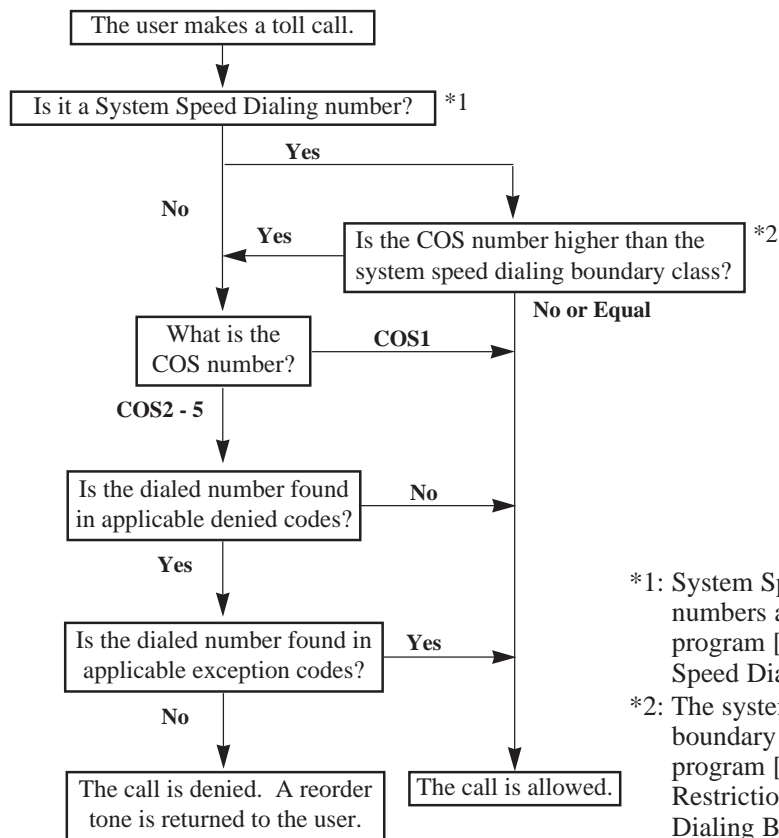 The user makes a toll call.
Is it a System Speed Dialing number? *1
Yes
No
Is the COS number higher than the *2
Yes
system speed dialing boundary class?
No or Equal
What is the
COS number?
COS1
COS2 - 5
Is the dialed number found
in applicable denied codes?
No
Yes
Is the dialed number found in
applicable exception codes?
Yes
No
The call is denied. A reorder
tone is returned to the user.
The call is allowed.
*1: System
numbers
program [
Speed
*2: The
boundary
program [
Dialing